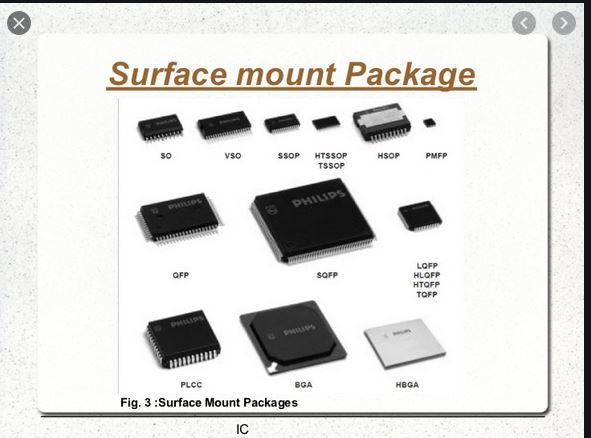 Surface mount Package
PHILIPS
SO VSO SSOP HTSSOP HSOP PMFP
TSSOP
PHILIPS PHILIPS
QFP SQFP LQFP
HLQFP
HTQFP
TQFP
PHILIPS PHILIPS PHILIPS
PLCC BGA HBGA
Fig. 3 :Surface Mount Packages
IC